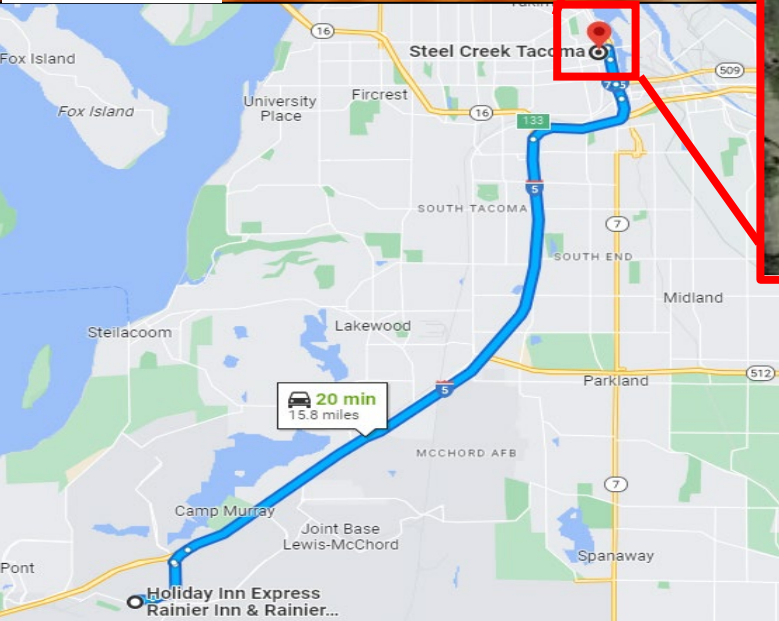 16
Steel Creek Tacoma
Fox Island
509
Fox Island
University
Place
Fircrest
16
133
5
SOUTH TACOMA
7
SOUTH END
Midland
Steilacoom
Lakewood
512
20 min
15.8 miles
5
Parkland
MCCHORD AFB
7
Camp Murray
Joint Base
Lewis-McChord
Spanaway
Pont
Holiday Inn Express
Rainier Inn & Rainier...